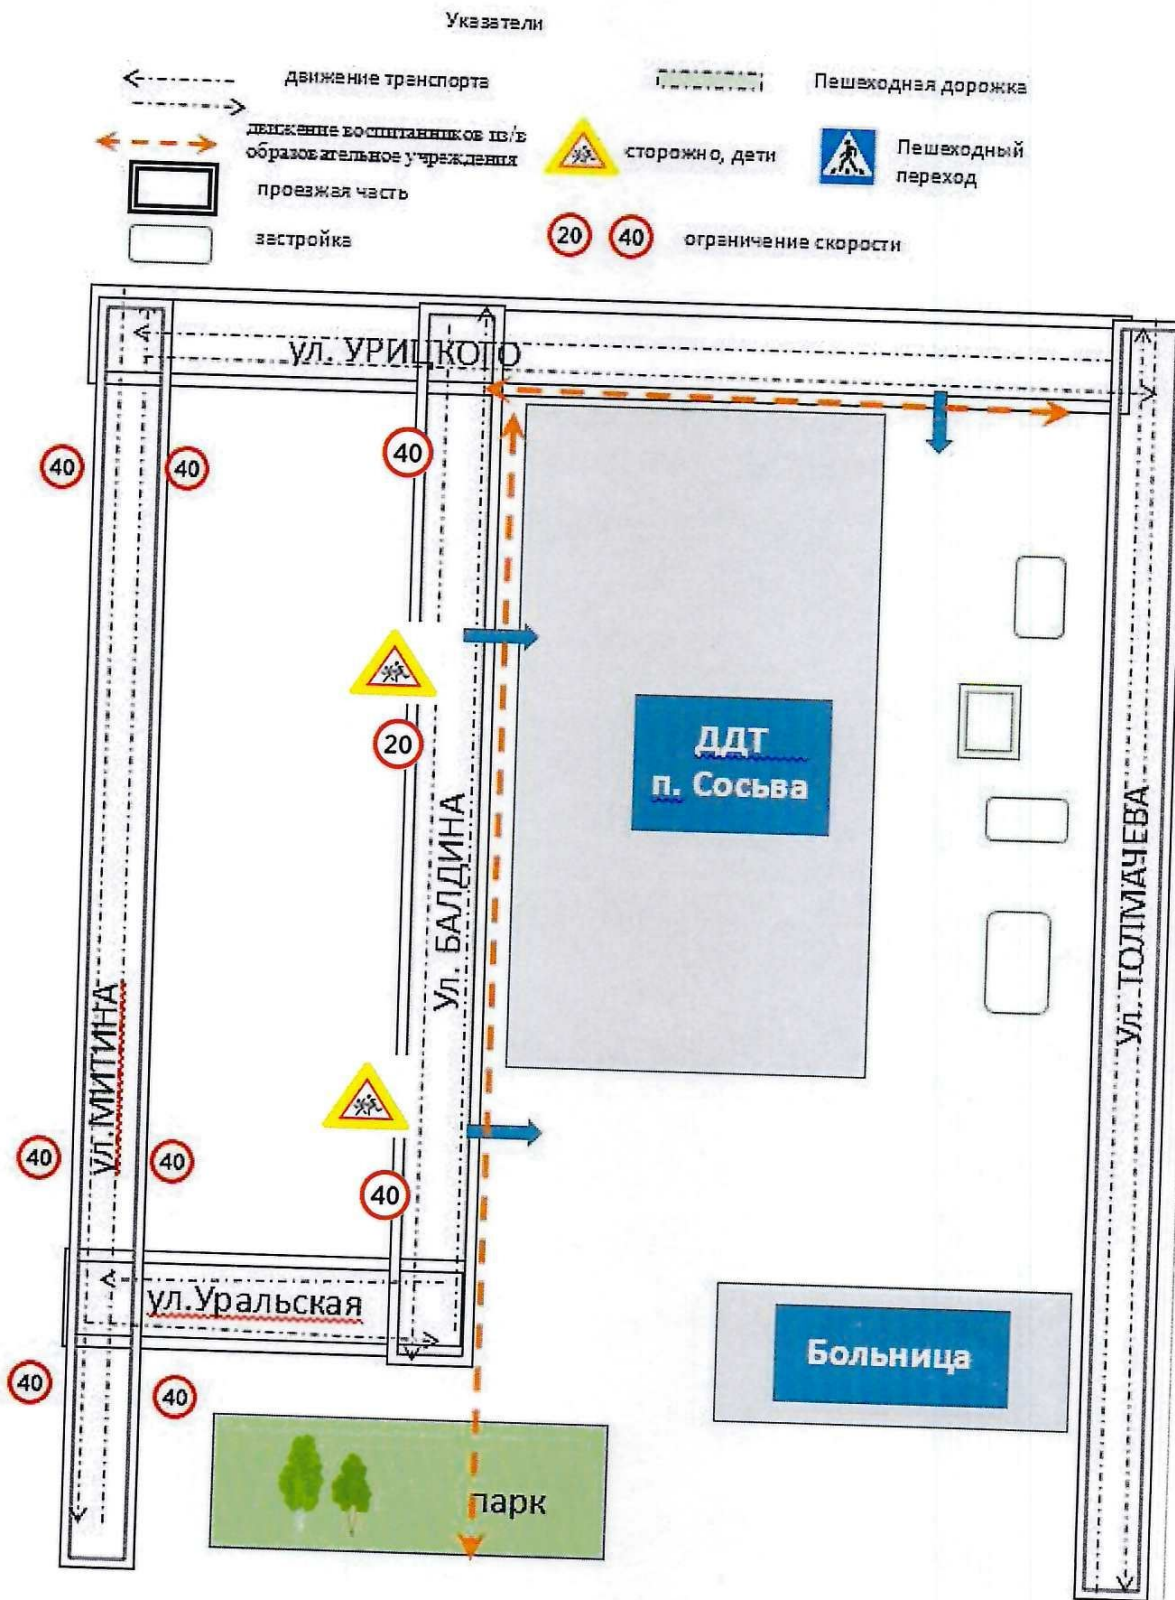 Указатели
движение транспорта
Пешеходная дорожка
движение воспитанников из/в
образовательное учреждения
сторожно, дети
Пешеходный
переход
проезжая часть
застройка
20
40
ограничение скорости
ул. УРИЦКОГО
40
40
40
20
ДДТ
п. Сосьва
Ул. БАЛДИНА
Ул. ТОЛМАЧЕВА
ул.МИТИНА
40
40
40
ул.Уральская
Больница
40
40
парк